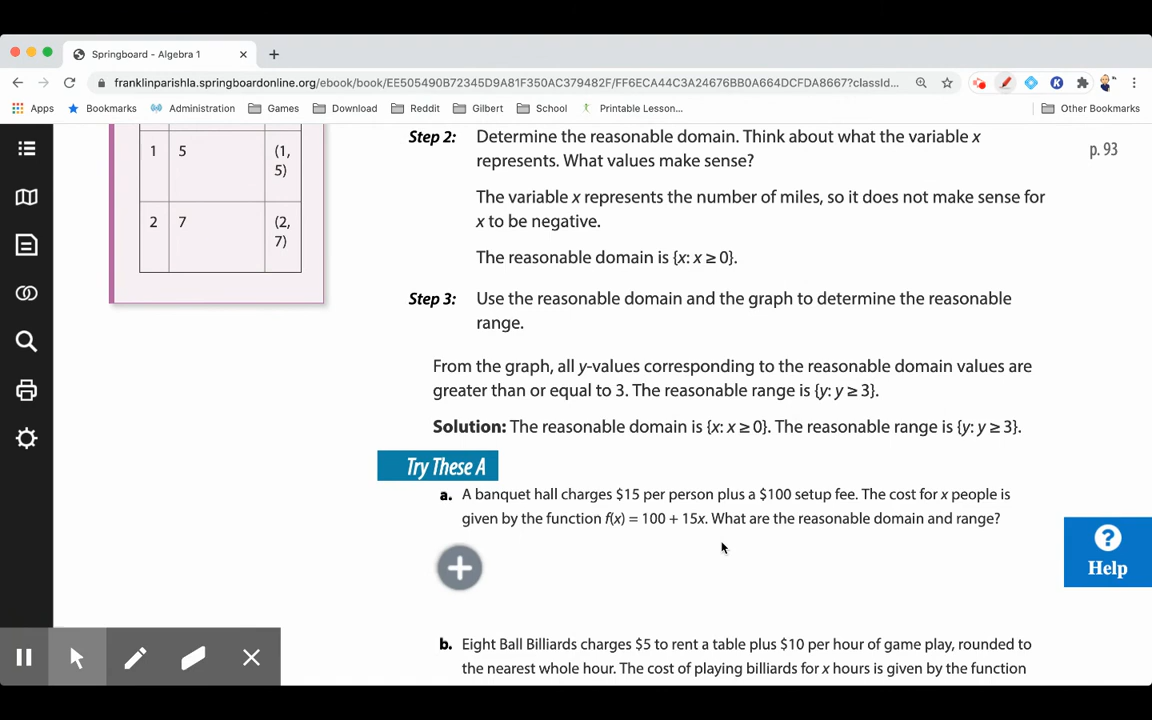 Springboard - Algebra 1
franklinparishla.springboardonline.org/ebook/book/EE505490B72345D9A81F350AC379482F/FF6ECA44C3A24676BB0A664DCFDA8667?classId...
Apps Bookmarks Administration Games Download Reddit Gilbert School Printable Lesson... Other Bookmarks
1 5 (1,
5)
2 7 (2,
7)
Step 2: Determine the reasonable domain. Think about what the variable x
represents. What values make sense?
p. 93
The variable x represents the number of miles, so it does not make sense for
x to be negative.
The reasonable domain is {x: x ≥ 0}.
Step 3: Use the reasonable domain and the graph to determine the reasonable
range.
From the graph, all y-values corresponding to the reasonable domain values are
greater than or equal to 3. The reasonable range is {y: y ≥ 3}.
Solution: The reasonable domain is {x: x ≥ 0}. The reasonable range is {y: y ≥ 3}.
Try These A
a. A banquet hall charges $15 per person plus a $100 setup fee. The cost for x people is
given by the function f(x) = 100 + 15x. What are the reasonable domain and range?
Help
b. Eight Ball Billiards charges $5 to rent a table plus $10 per hour of game play, rounded to
the nearest whole hour. The cost of playing billiards for x hours is given by the function